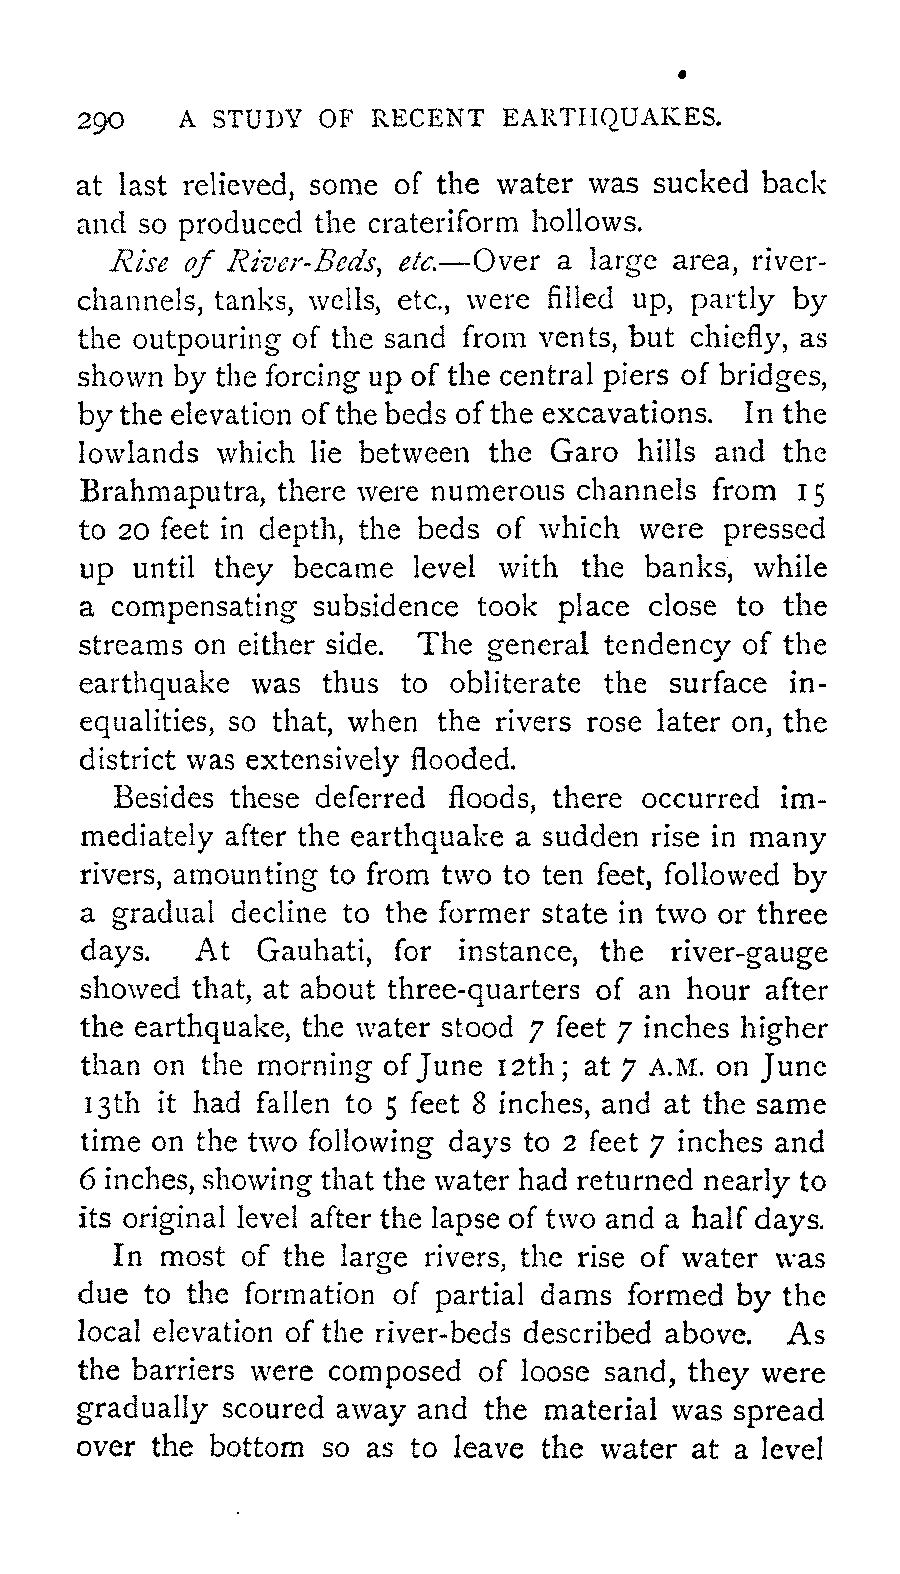 290 A STUDY OF RECENT EARTHQUAKES.
at last relieved, some of the water was sucked back
and so produced the crateriform hollows.
Rise of River-Beds, etc.—Over a large area, river-
channels, tanks, wells, etc., were filled up, partly by
the outpouring of the sand from vents, but chiefly, as
shown by the forcing up of the central piers of bridges,
by the elevation of the beds of the excavations. In the
lowlands which lie between the Garo hills and the
Brahmaputra, there were numerous channels from 15
to 20 feet in depth, the beds of which were pressed
up until they became level with the banks, while
a compensating subsidence took place close to the
streams on either side. The general tendency of the
earthquake was thus to obliterate the surface in-
equalities, so that, when the rivers rose later on, the
district was extensively flooded.
Besides these deferred floods, there occurred im-
mediately after the earthquake a sudden rise in many
rivers, amounting to from two to ten feet, followed by
a gradual decline to the former state in two or three
days. At Gauhati, for instance, the river-gauge
showed that, at about three-quarters of an hour after
the earthquake, the water stood 7 feet 7 inches higher
than on the morning of June 12th; at 7 A.M. on June
13th it had fallen to 5 feet 8 inches, and at the same
time on the two following days to 2 feet 7 inches and
6 inches, showing that the water had returned nearly to
its original level after the lapse of two and a half days.
In most of the large rivers, the rise of water was
due to the formation of partial dams formed by the
local elevation of the river-beds described above. As
the barriers were composed of loose sand, they were
gradually scoured away and the material was spread
over the bottom so as to leave the water at a level